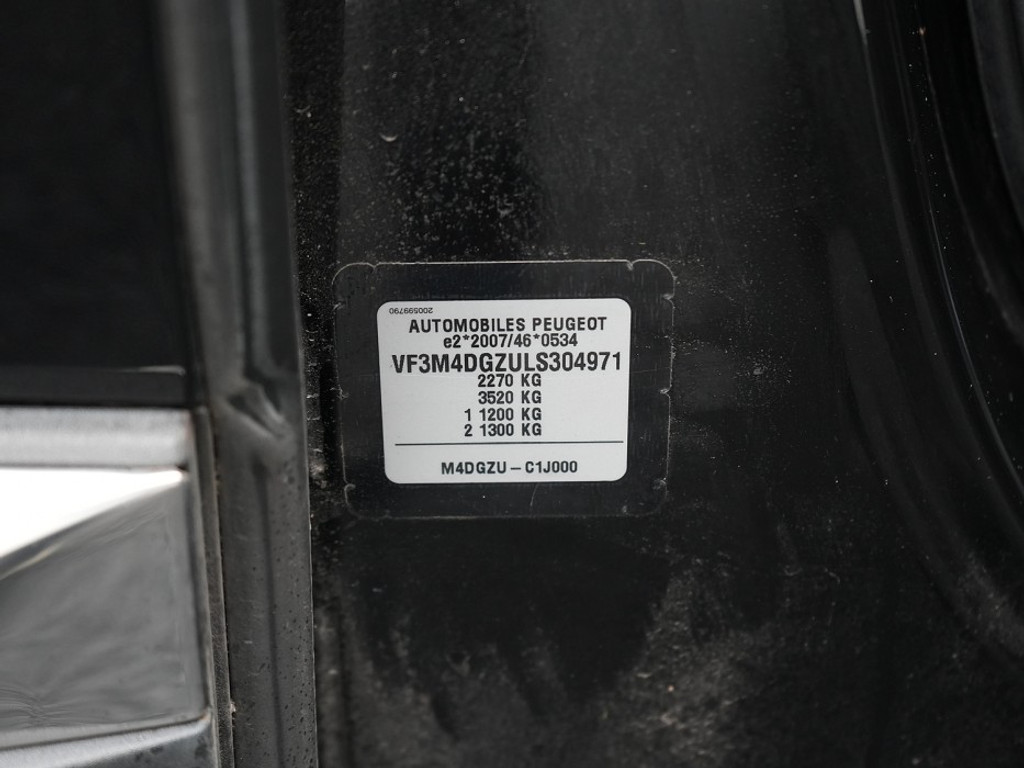 200599790
AUTOMOBILES PEUGEOT
e2*2007/46*0534
VF3M4DGZULS304971
2270 KG
3520 KG
1 1200 KG
2 1300 KG
M4DGZU – C1J000